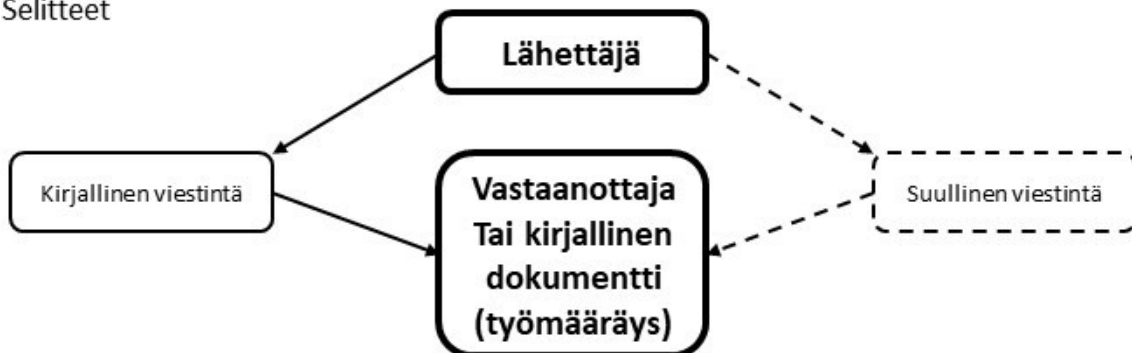 Selitteet
Lähettäjä
Kirjallinen viestintä
Vastaanottaja
Tai kirjallinen
dokumentti
(työmääräys)
Suullinen viestintä